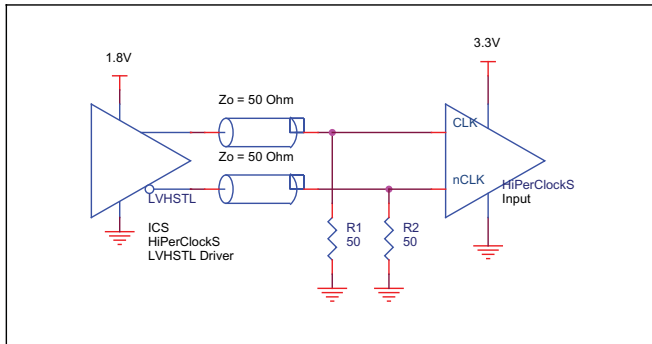 1.8V
3.3V
Zo = 50 Ohm
CLK
Zo = 50 Ohm
nCLK
LVHSTL
HiPerClockS
Input
ICS
HiPerClockS
LVHSTL Driver
R1
50
R2
50